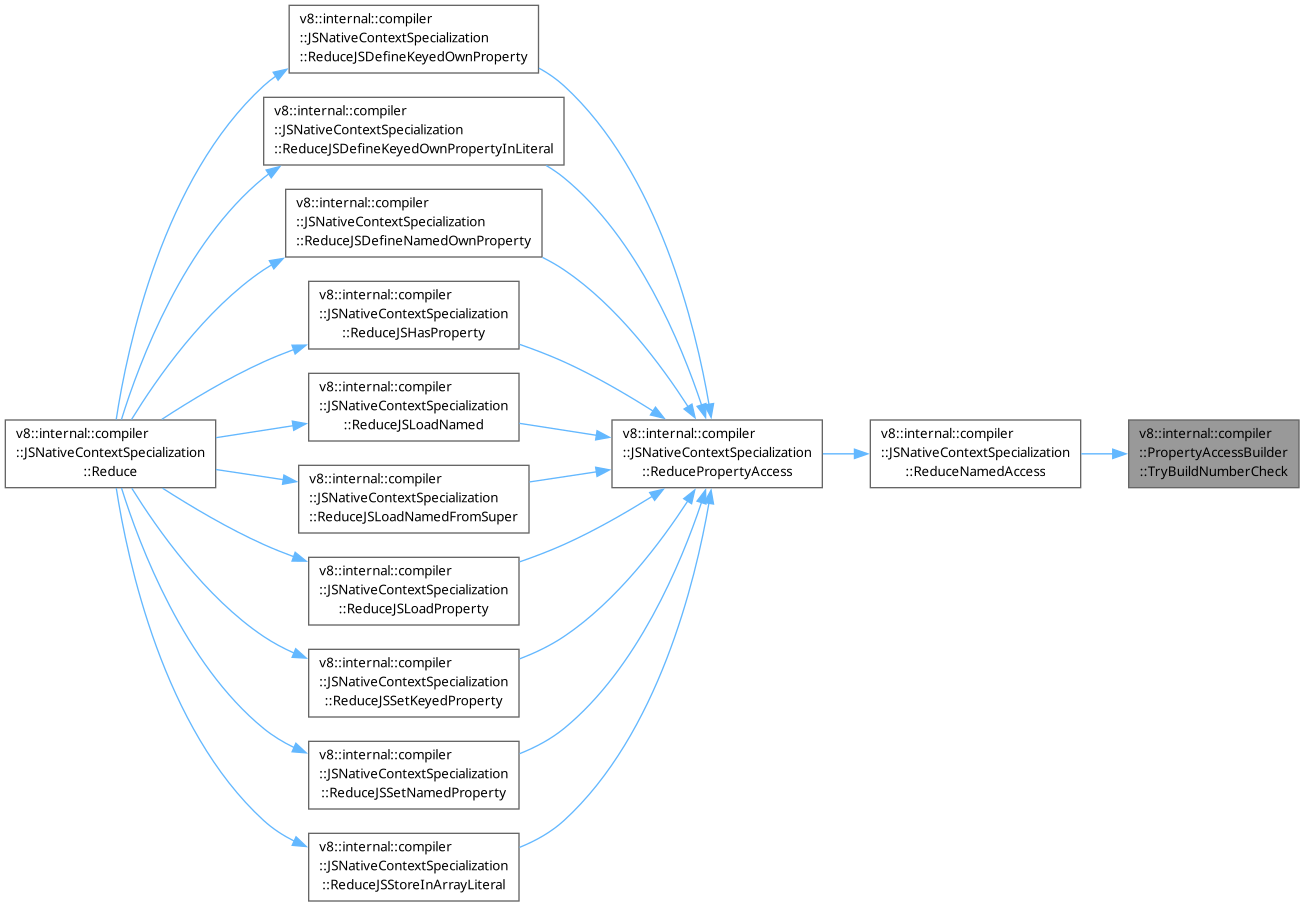 v8::internal::compiler
::JSNativeContextSpecialization
::ReduceJSDefineKeyedOwnProperty
v8::internal::compiler
::JSNativeContextSpecialization
::ReduceJSDefineKeyedOwnPropertyInLiteral
v8::internal::compiler
::JSNativeContextSpecialization
::ReduceJSDefineNamedOwnProperty
v8::internal::compiler
::JSNativeContextSpecialization
::ReduceJSHasProperty
v8::internal::compiler
::JSNativeContextSpecialization
::ReduceJSLoadNamed
v8::internal::compiler
::JSNativeContextSpecialization
::Reduce
v8::internal::compiler
::JSNativeContextSpecialization
::ReducePropertyAccess
v8::internal::compiler
::JSNativeContextSpecialization
::ReduceNamedAccess
v8::internal::compiler
::PropertyAccessBuilder
::TryBuildNumberCheck
v8::internal::compiler
::JSNativeContextSpecialization
::ReduceJSLoadNamedFromSuper
v8::internal::compiler
::JSNativeContextSpecialization
::ReduceJSLoadProperty
v8::internal::compiler
::JSNativeContextSpecialization
::ReduceJSSetKeyedProperty
v8::internal::compiler
::JSNativeContextSpecialization
::ReduceJSSetNamedProperty
v8::internal::compiler
::JSNativeContextSpecialization
::ReduceJSStoreInArrayLiteral